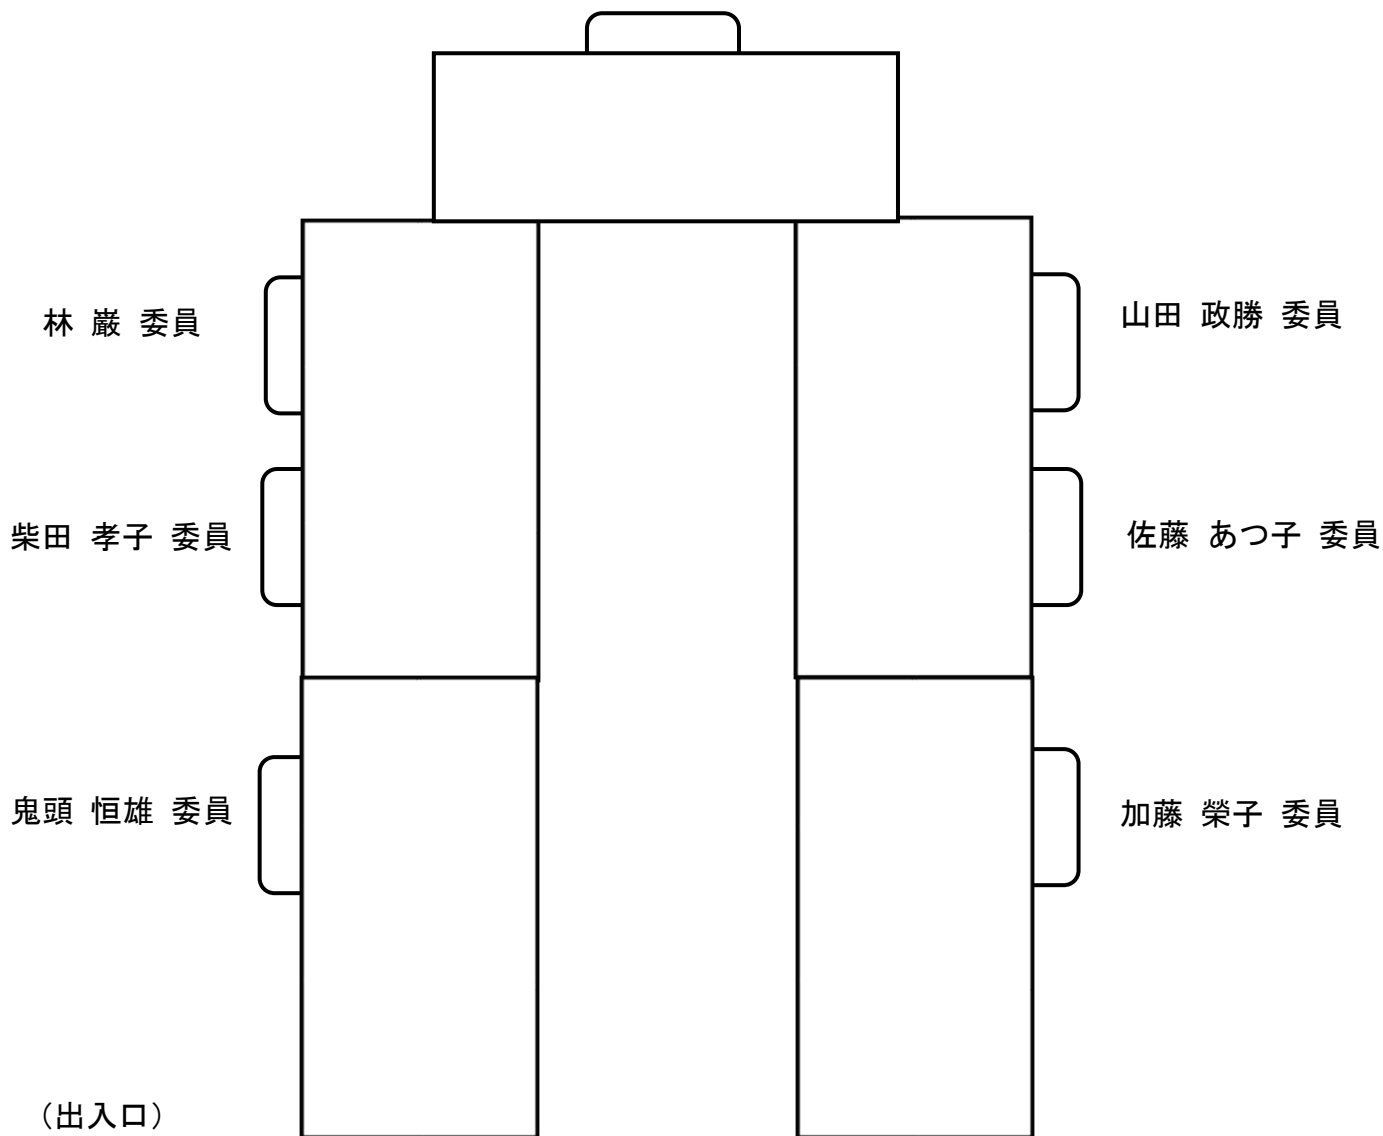 林 巌 委員
山田 政勝 委員
柴田 孝子 委員
佐藤 あつ子 委員
鬼頭 恒雄 委員
加藤 榮子 委員
（出入口）